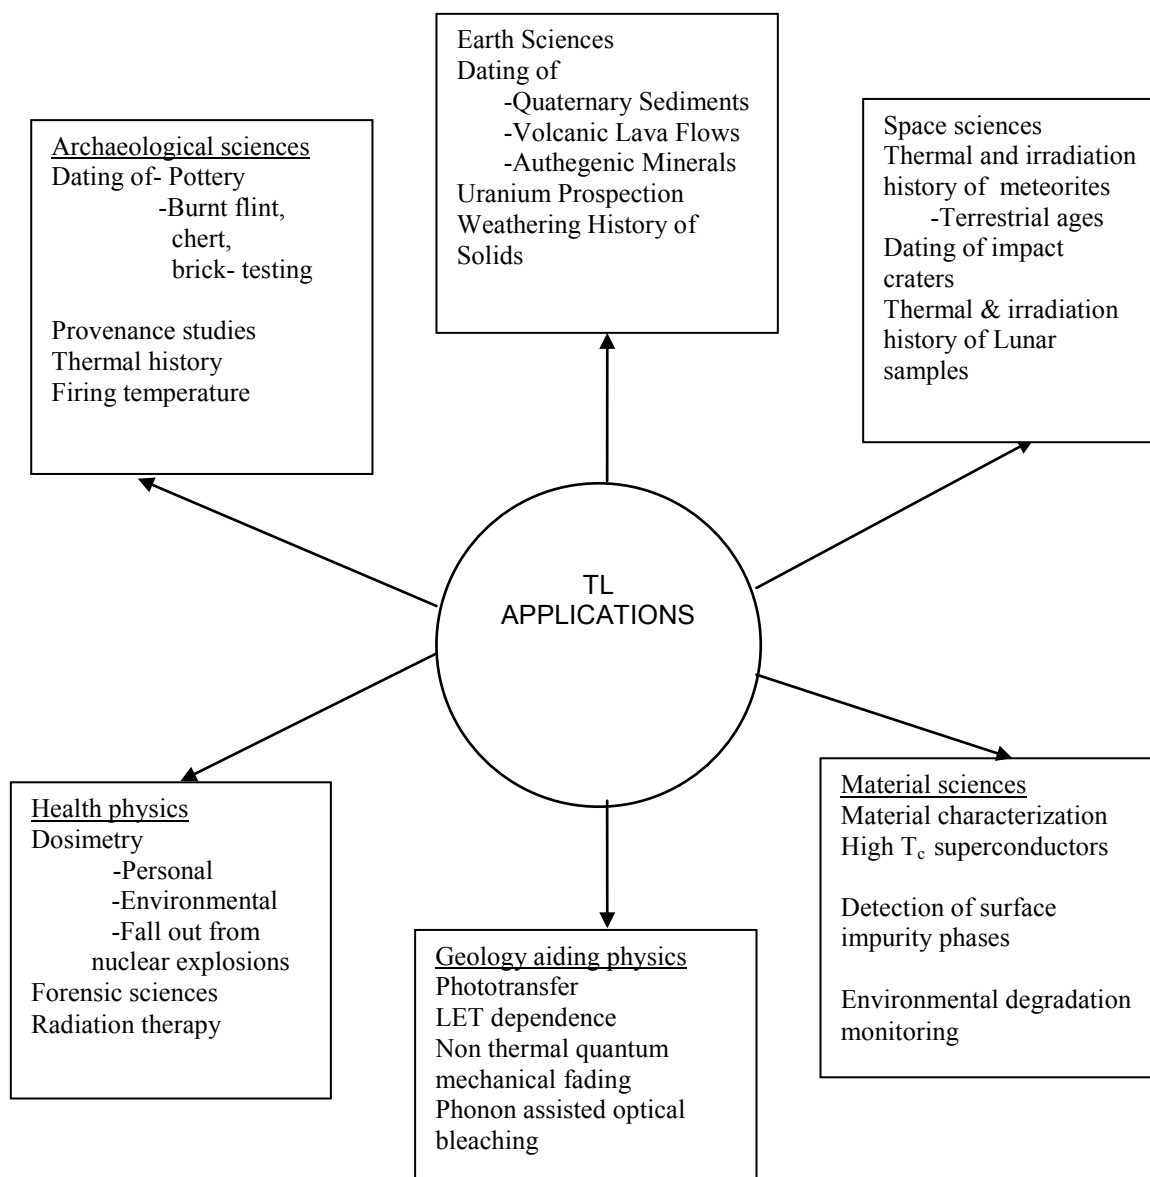 Earth Sciences
Dating of
-Quaternary Sediments
-Volcanic Lava Flows
-Authegenic Minerals
Uranium Prospection
Weathering History of
Solids
Archaeological sciences
Dating of- Pottery
-Burnt flint,
chert,
brick- testing
Provenance studies
Thermal history
Firing temperature
Space sciences
Thermal and irradiation
history of meteorites
-Terrestrial ages
Dating of impact
craters
Thermal & irradiation
history of Lunar
samples
TL
APPLICATIONS
Health physics
Dosimetry
-Personal
-Environmental
-Fall out from
nuclear explosions
Forensic sciences
Radiation therapy
Geology aiding physics
Phototransfer
LET dependence
Non thermal quantum
mechanical fading
Phonon assisted optical
bleaching
Material sciences
Material characterization
High Tc superconductors
Detection of surface
impurity phases
Environmental degradation
monitoring